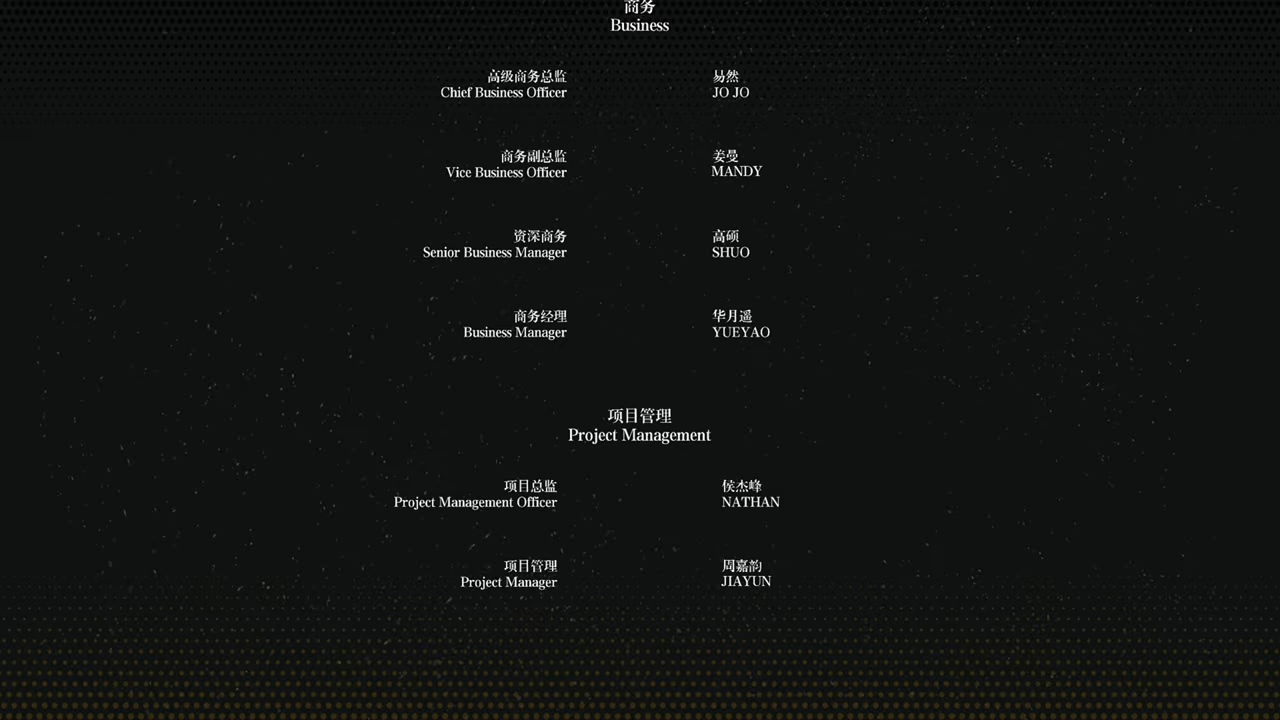 商务
Business
高级商务总监
Chief Business Officer
易然
JO JO
商务副总监
Vice Business Officer
姜曼
MANDY
资深商务
Senior Business Manager
高硕
SHUO
商务经理
Business Manager
华月遥
YUEYAO
项目管理
Project Management
项目总监
Project Management Officer
侯杰峰
NATHAN
项目管理
Project Manager
周嘉韵
JIAYUN